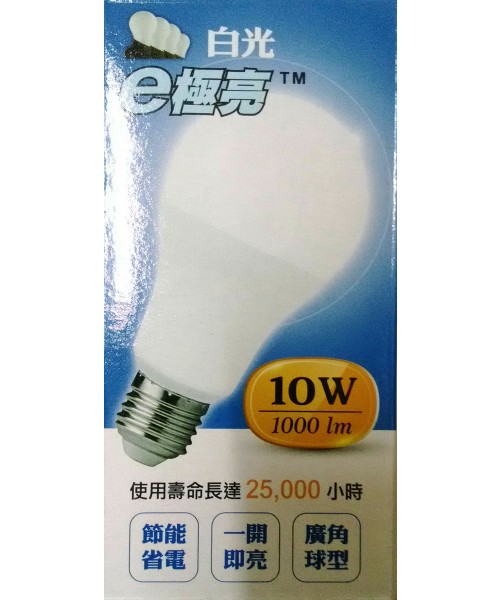 白光
e極亮™
10W
1000 lm
使用壽命長達 25,000 小時
節能
省電
一開
即亮
廣角
球型